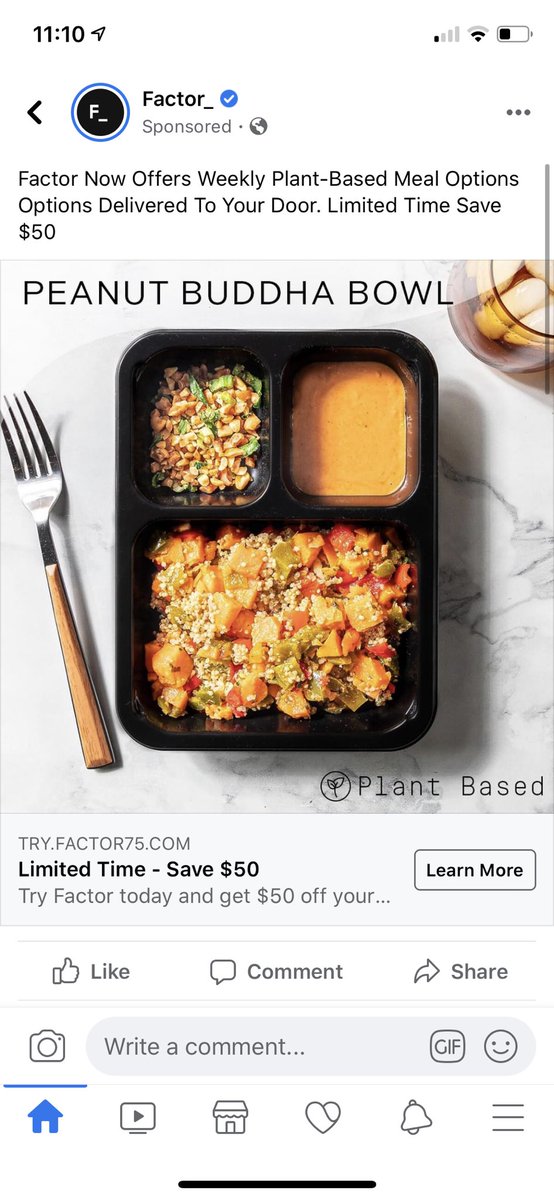 11:10
F_
Factor_
Sponsored ·
Factor Now Offers Weekly Plant-Based Meal Options
Options Delivered To Your Door. Limited Time Save
$50
PEANUT BUDDHA BOWL
Plant Based
TRY.FACTOR75.COM
Limited Time - Save $50
Try Factor today and get $50 off your...
Learn More
Like
Comment
Share
Write a comment...
GIF